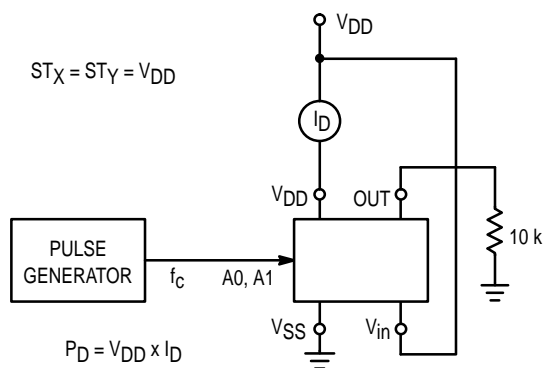 V_DD
ST_X = ST_Y = V_DD
I_D
V_DD
OUT
PULSE
GENERATOR
10 k
f_c
A0, A1
V_SS
V_in
P_D = V_DD x I_D